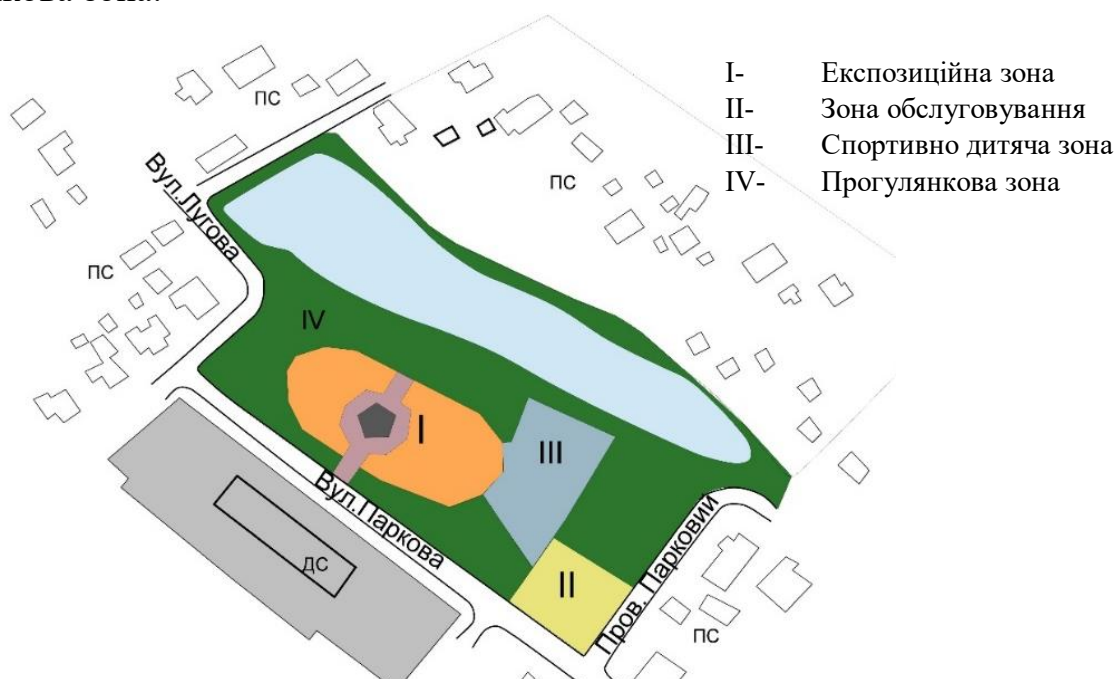 I- Експозиційна зона
II- Зона обслуговування
III- Спортивно дитяча зона
IV- Прогулянкова зона
ПС
Вул.Лугова
ПС
ПС
IV
I
III
Вул.Паркова
ДС
II
Пров. Парковий
ПС